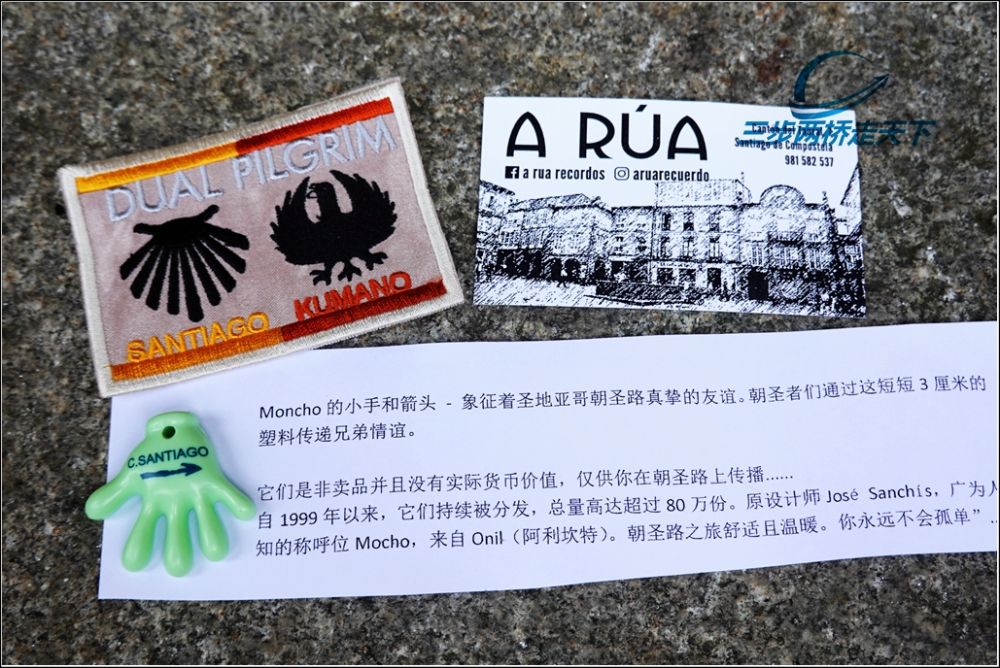 DUAL PILGRIM
SANTIAGO
KUMANO
A RÚA
a rua recordos aruarecuerdo
Santiago de Compostela
981 582 537
三步两桥走天下
Moncho 的小手和箭头 - 象征着圣地亚哥朝圣路真挚的友谊。朝圣者们通过这短短 3 厘米的
塑料传递兄弟情谊。
它们是非卖品并且没有实际货币价值，仅供你在朝圣路上传播......
自 1999 年以来，它们持续被分发，总量高达超过 80 万份。原设计师 José Sanchís，广为人
知的称呼位 Mocho，来自 Onil（阿利坎特）。朝圣路之旅舒适且温暖。你永远不会孤单”..
C.SANTIAGO